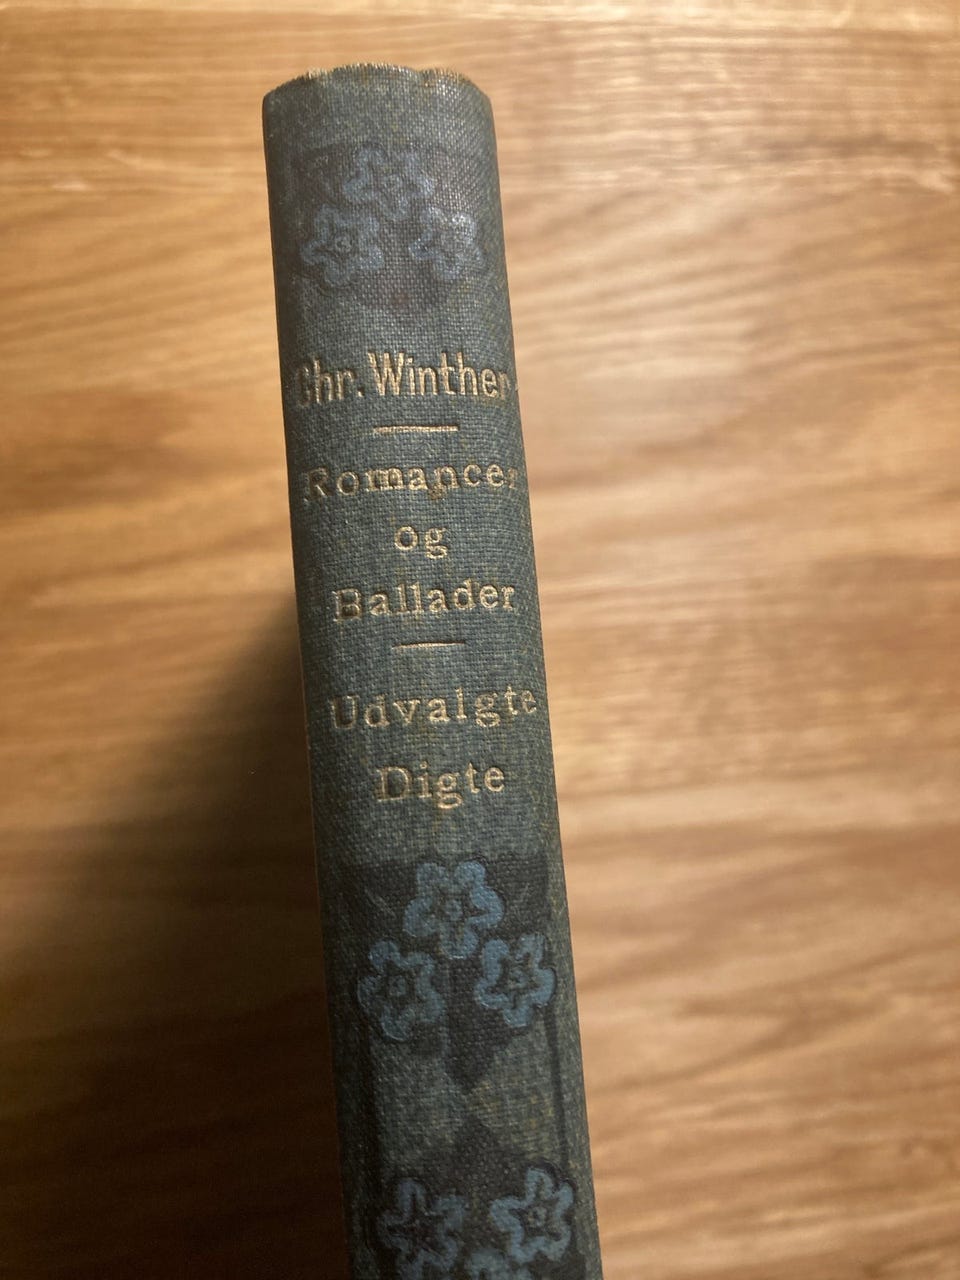 Chr. Winther
Romancer
og
Ballader
Udvalgte
Digte